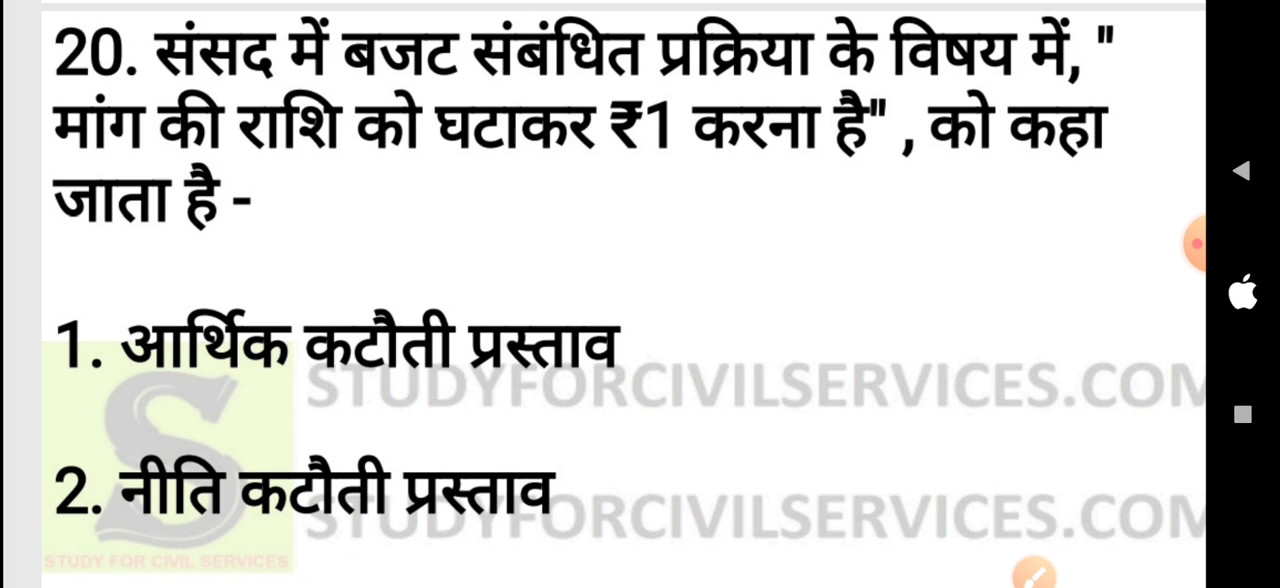 20. संसद में बजट संबंधित प्रक्रिया के विषय में, "
मांग की राशि को घटाकर ₹1 करना है" , को कहा
जाता है -
1. आर्थिक कटौती प्रस्ताव
STUDYFORCIVILSERVICES.COM
2. नीति कटौती प्रस्ताव
STUDYFORCIVILSERVICES.COM
STUDY FOR CIVIL SERVICES